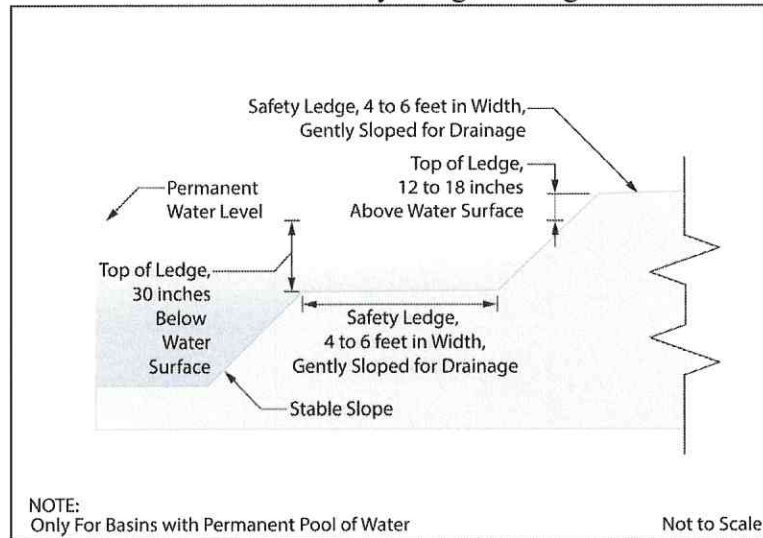 Safety Ledge, 4 to 6 feet in Width,
Gently Sloped for Drainage
Top of Ledge,
12 to 18 inches
Above Water Surface
Permanent
Water Level
Top of Ledge,
30 inches
Below
Water
Surface
Safety Ledge,
4 to 6 feet in Width,
Gently Sloped for Drainage
Stable Slope
NOTE:
Only For Basins with Permanent Pool of Water
Not to Scale